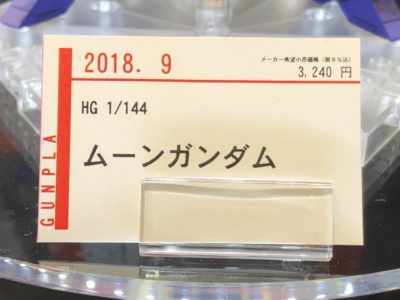 2018. 9
メーカー希望小売価格(税8%込)
3,240 円
HG 1/144
ムーンガンダム
GUNPLA